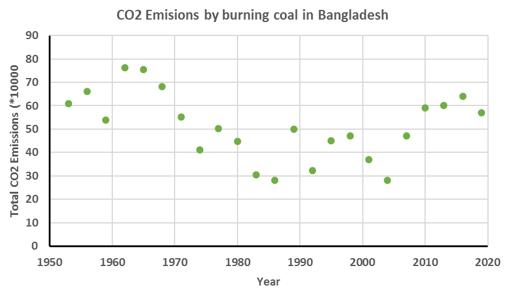 CO2 Emisions by burning coal in Bangladesh
Total CO2 Emissions (*10000
90
80
70
60
50
40
30
20
10
0
1950 1960 1970 1980 1990 2000 2010 2020
Year